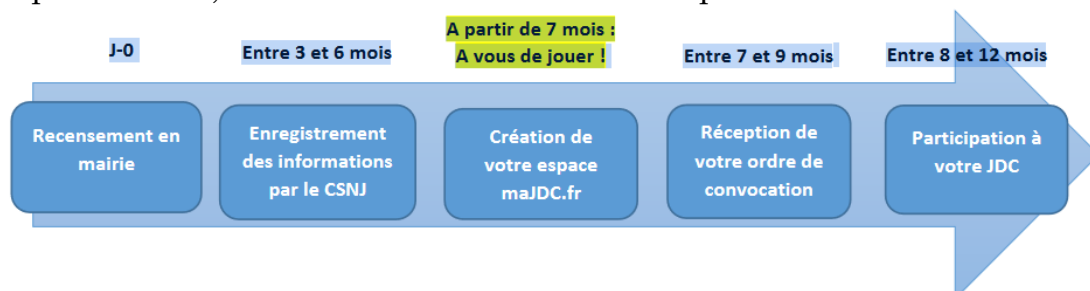 J-0
Entre 3 et 6 mois
A partir de 7 mois :
A vous de jouer !
Entre 7 et 9 mois
Entre 8 et 12 mois
Recensement en
mairie
Enregistrement
des informations
par le CSNJ
Création de
votre espace
maJDC.fr
Réception de
votre ordre de
convocation
Participation à
votre JDC